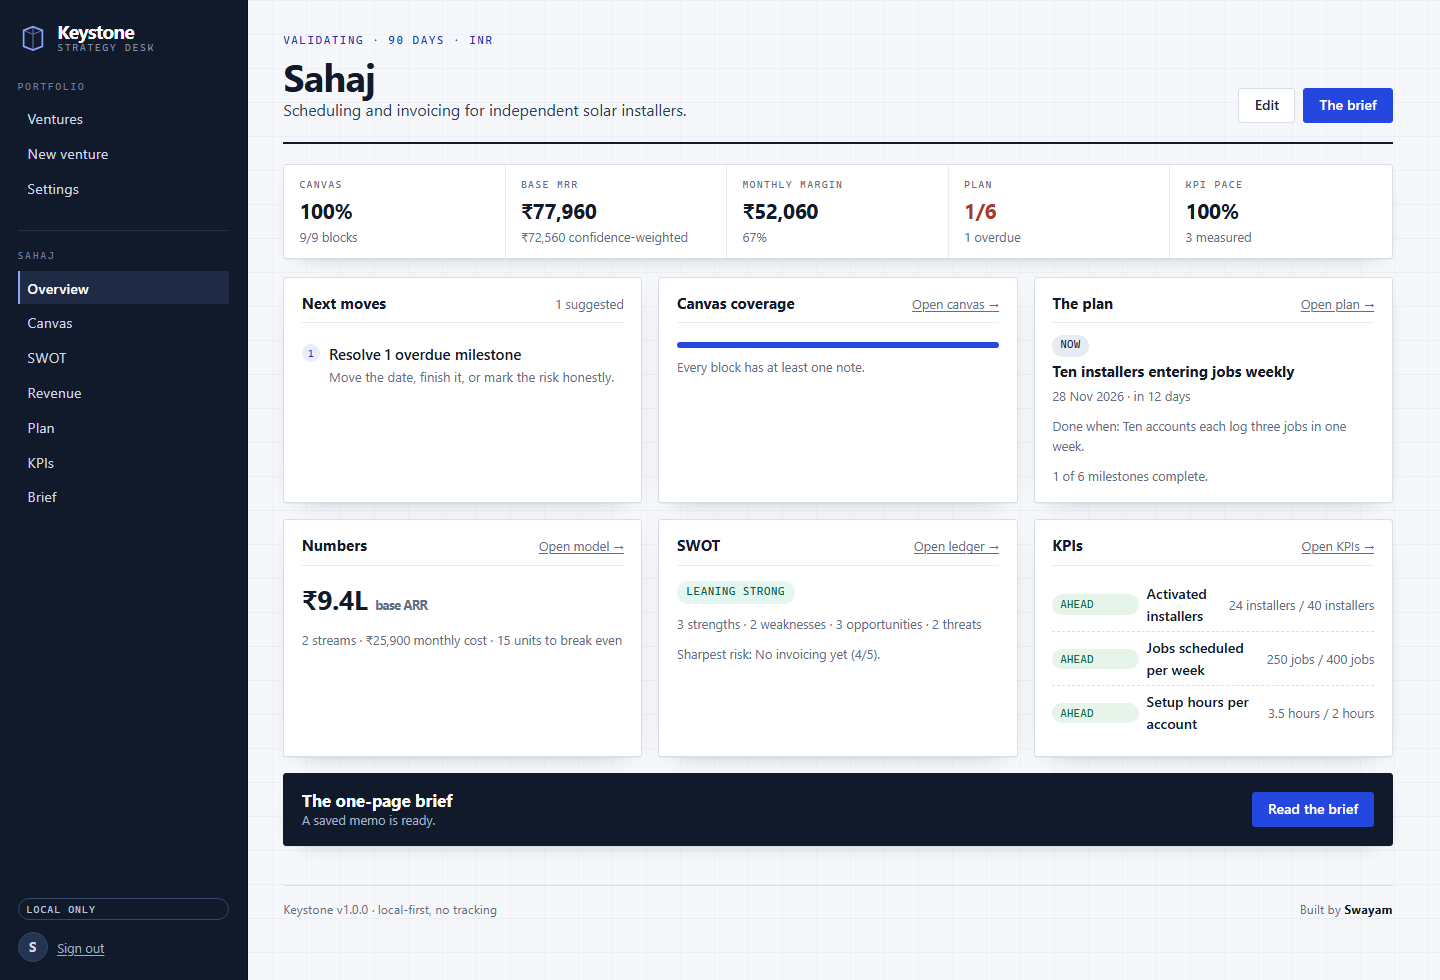 Keystone
STRATEGY DESK
PORTFOLIO
Ventures
New venture
Settings
SAHAJ
Overview
Canvas
SWOT
Revenue
Plan
KPIs
Brief
LOCAL ONLY
S
Sign out
VALIDATING · 90 DAYS · INR
Sahaj
Scheduling and invoicing for independent solar installers.
Edit
The brief
CANVAS
100%
9/9 blocks
BASE MRR
₹77,960
₹72,560 confidence-weighted
MONTHLY MARGIN
₹52,060
67%
PLAN
1/6
1 overdue
KPI PACE
100%
3 measured
Next moves
1 suggested
1
Resolve 1 overdue milestone
Move the date, finish it, or mark the risk honestly.
Canvas coverage
Open canvas →
Every block has at least one note.
The plan
Open plan →
NOW
Ten installers entering jobs weekly
28 Nov 2026 · in 12 days
Done when: Ten accounts each log three jobs in one
week.
1 of 6 milestones complete.
Numbers
Open model →
₹9.4L base ARR
2 streams · ₹25,900 monthly cost · 15 units to break even
SWOT
Open ledger →
LEANING STRONG
3 strengths · 2 weaknesses · 3 opportunities · 2 threats
Sharpest risk: No invoicing yet (4/5).
KPIs
Open KPIs →
AHEAD
Activated
installers
24 installers / 40 installers
AHEAD
Jobs scheduled
per week
250 jobs / 400 jobs
AHEAD
Setup hours per
account
3.5 hours / 2 hours
The one-page brief
A saved memo is ready.
Read the brief
Keystone v1.0.0 · local-first, no tracking
Built by Swayam